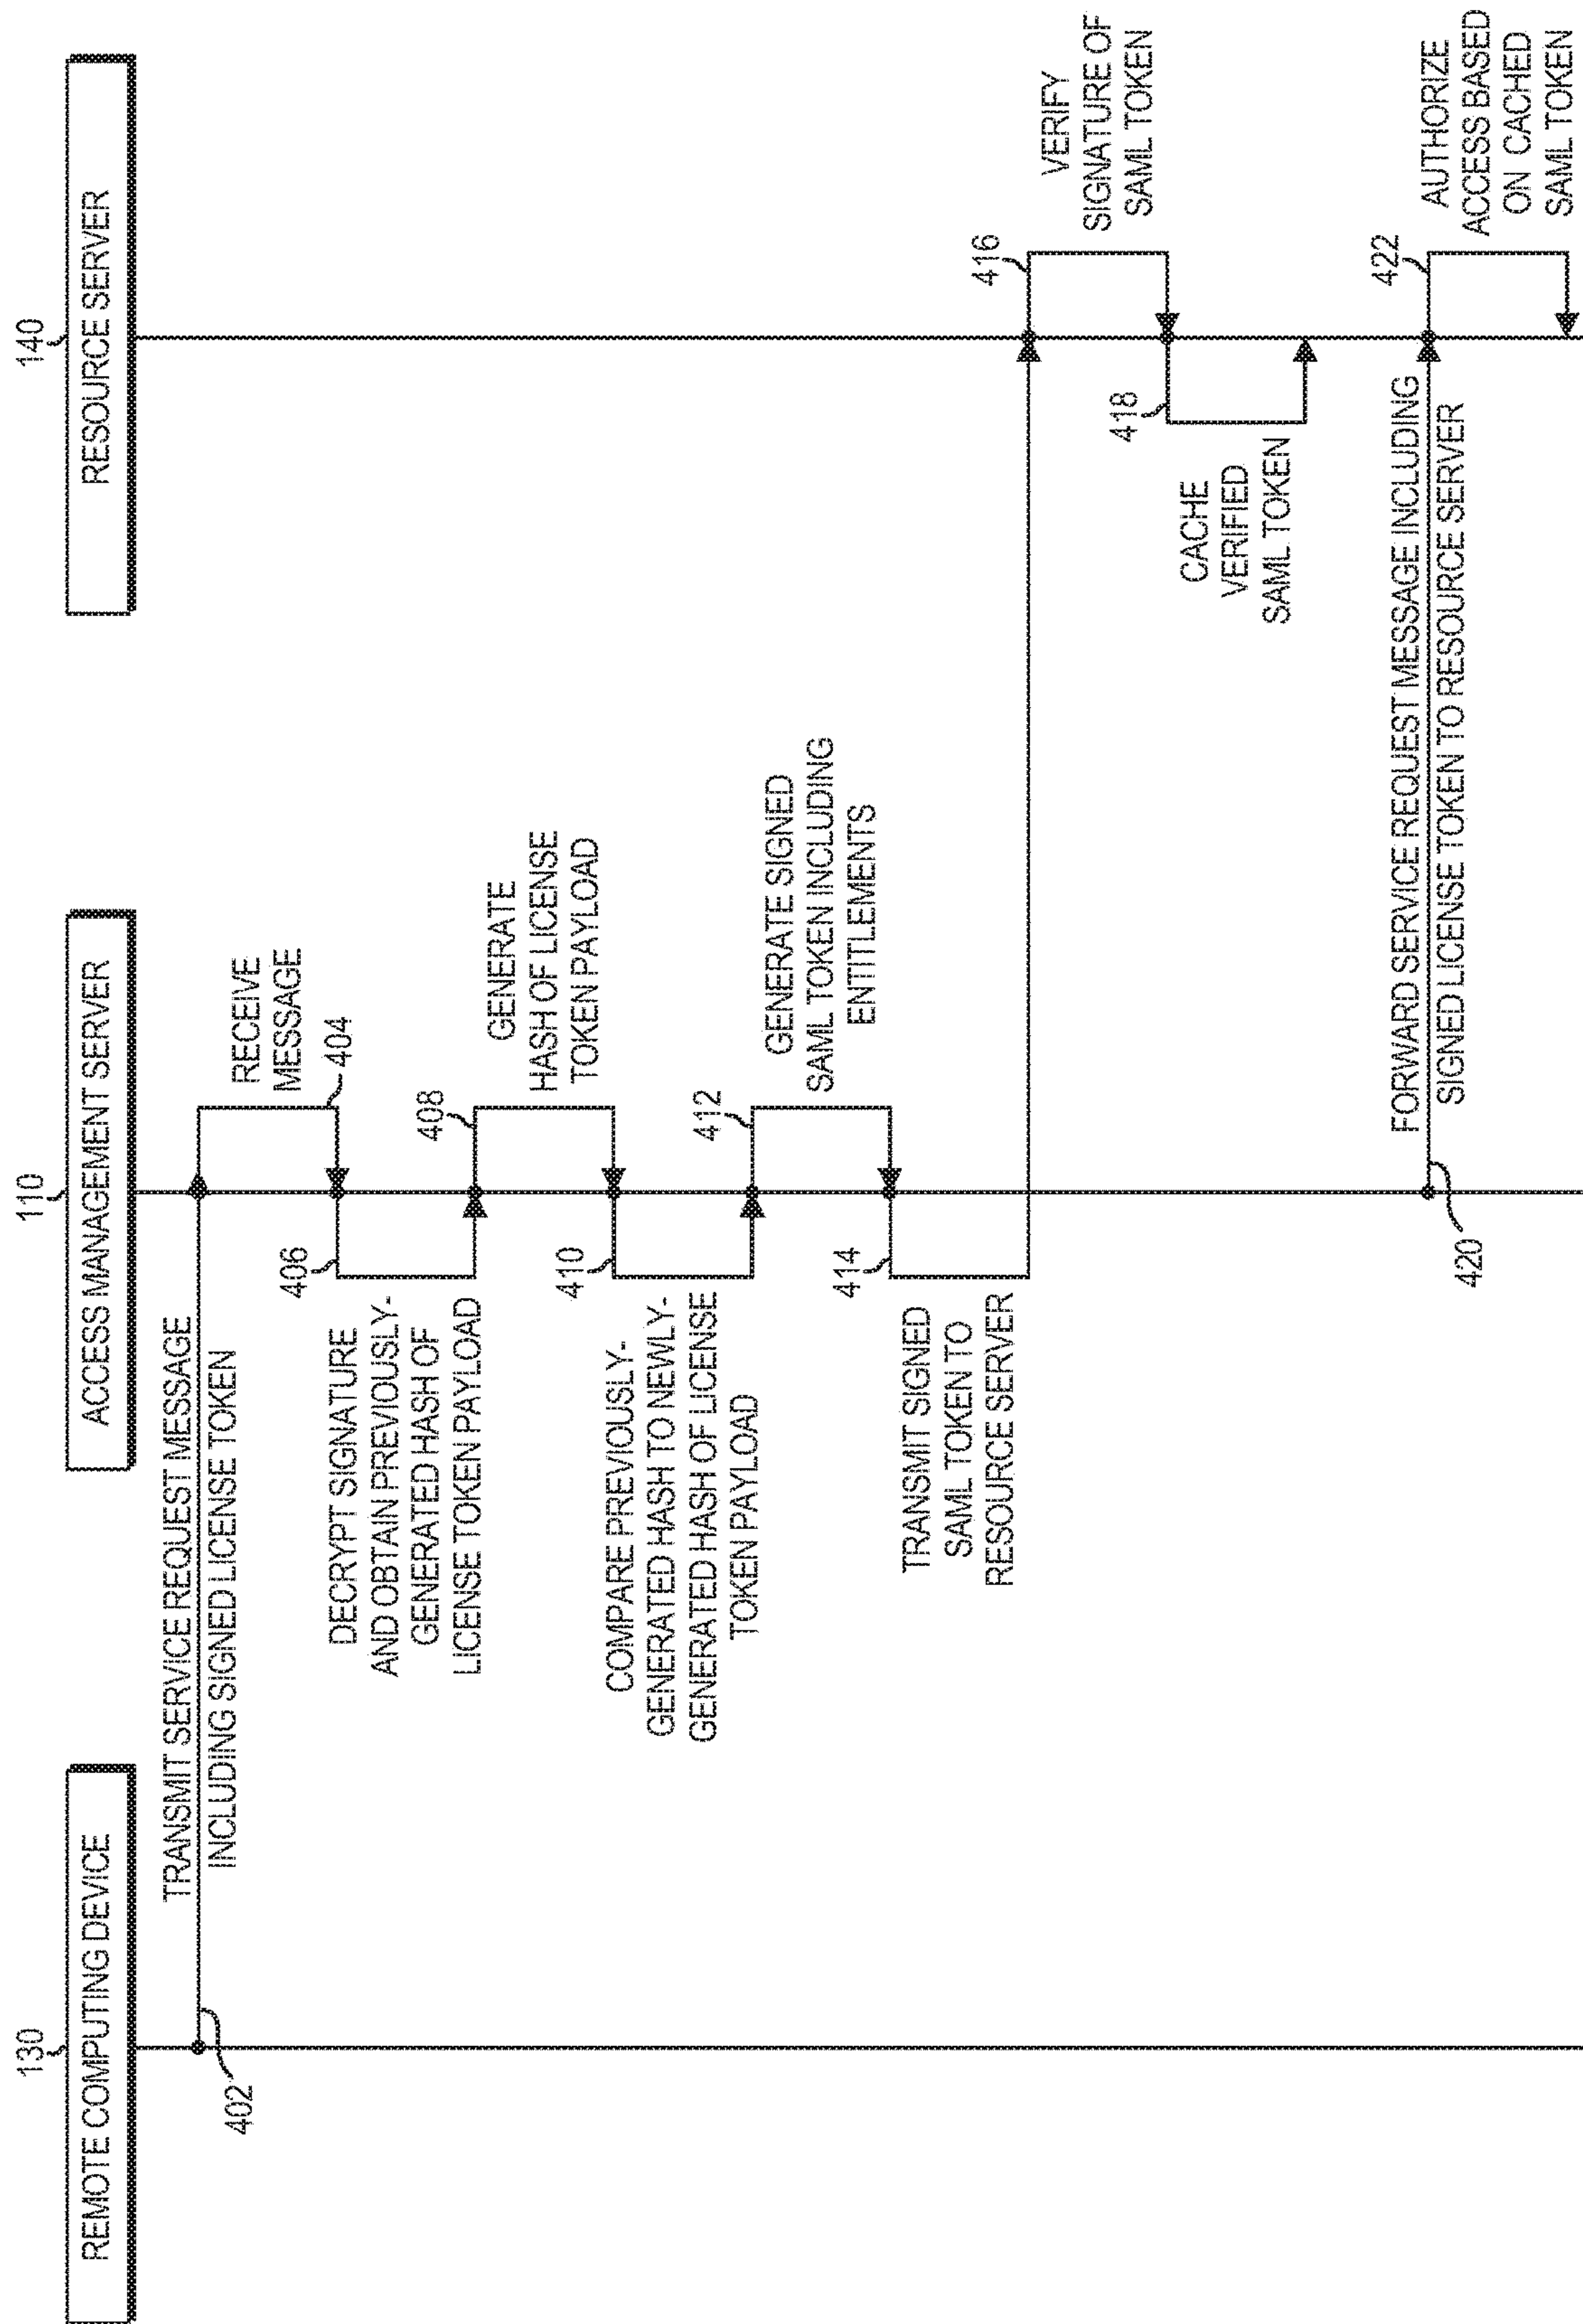 130
REMOTE COMPUTING DEVICE
110
ACCESS MANAGEMENT SERVER
140
RESOURCE SERVER
TRANSMIT SERVICE REQUEST MESSAGE
INCLUDING SIGNED LICENSE TOKEN
402
RECEIVE
MESSAGE
404
406
DECRYPT SIGNATURE
AND OBTAIN PREVIOUSLY-
GENERATED HASH OF
LICENSE TOKEN PAYLOAD
408
GENERATE
HASH OF LICENSE
TOKEN PAYLOAD
410
COMPARE PREVIOUSLY-
GENERATED HASH TO NEWLY-
GENERATED HASH OF LICENSE
TOKEN PAYLOAD
412
GENERATE SIGNED
SAML TOKEN INCLUDING
ENTITLEMENTS
414
TRANSMIT SIGNED
SAML TOKEN TO
RESOURCE SERVER
416
VERIFY
SIGNATURE OF
SAML TOKEN
418
CACHE
VERIFIED
SAML TOKEN
FORWARD SERVICE REQUEST MESSAGE INCLUDING
SIGNED LICENSE TOKEN TO RESOURCE SERVER
420
422
AUTHORIZE
ACCESS BASED
ON CACHED
SAML TOKEN